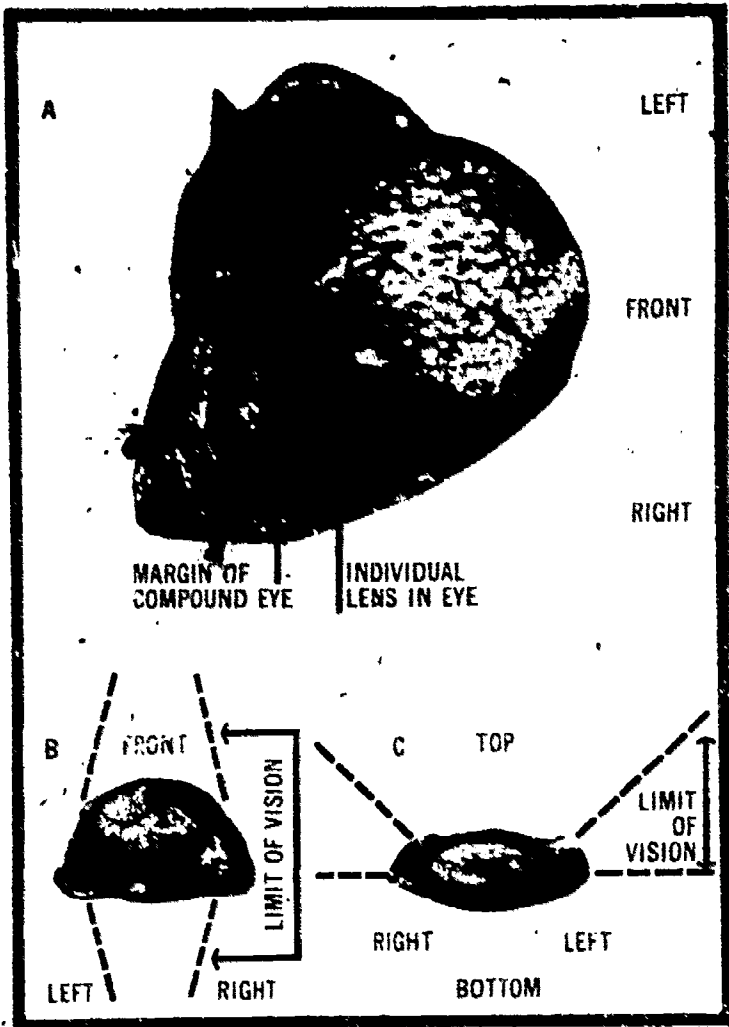 A
LEFT
FRONT
RIGHT
MARGIN OF
COMPOUND EYE
INDIVIDUAL
LENS IN EYE
B
FRONT
LIMIT OF VISION
LEFT
RIGHT
C
TOP
LIMIT
OF
VISION
RIGHT
LEFT
BOTTOM